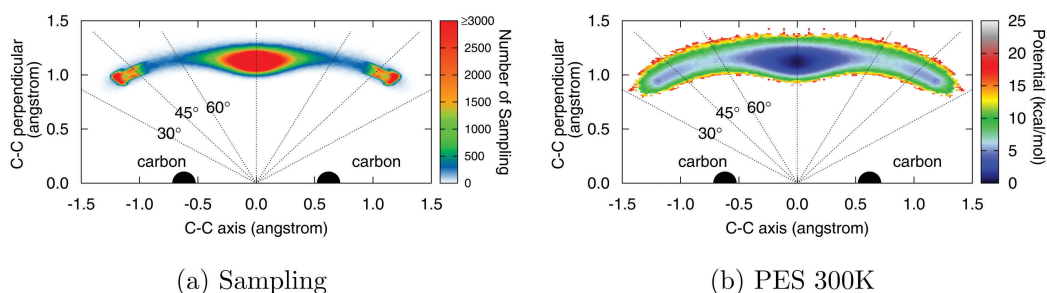 1.5
1.0
0.5
0.0
C-C perpendicular
(angstrom)
60°
45°
30°
carbon
carbon
-1.5 -1.0 -0.5 0.0 0.5 1.0 1.5
C-C axis (angstrom)
≥3000
2500
2000
1500
1000
500
0
Number of Sampling
(a) Sampling
1.5
1.0
0.5
0.0
C-C perpendicular
(angstrom)
60°
45°
30°
carbon
carbon
-1.5 -1.0 -0.5 0.0 0.5 1.0 1.5
C-C axis (angstrom)
25
20
15
10
5
0
Potential (kcal/mol)
(b) PES 300K